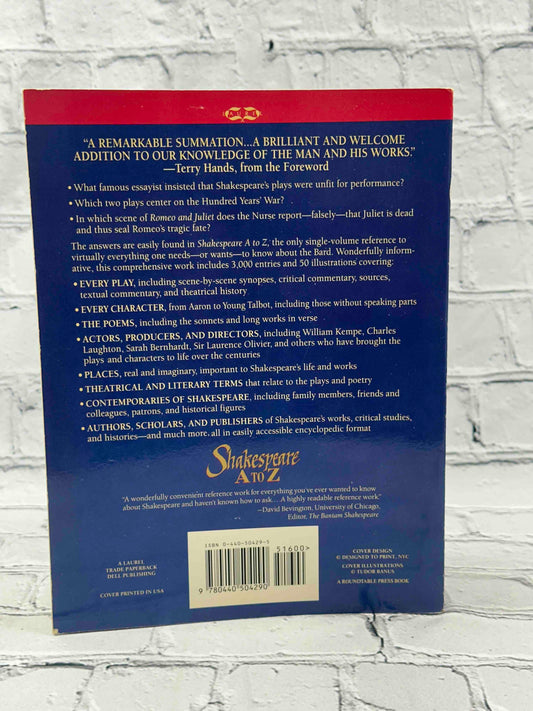 LAUREL
“A REMARKABLE SUMMATION...A BRILLIANT AND WELCOME
ADDITION TO OUR KNOWLEDGE OF THE MAN AND HIS WORKS.”
—Terry Hands, from the Foreword
• What famous essayist insisted that Shakespeare's plays were unfit for performance?
• Which two plays center on the Hundred Years' War?
• In which scene of Romeo and Juliet does the Nurse report—falsely—that Juliet is dead
and thus seal Romeo's tragic fate?
The answers are easily found in Shakespeare A to Z, the only single-volume reference to
virtually everything one needs—or wants—to know about the Bard. Wonderfully inform-
ative, this comprehensive work includes 3,000 entries and 50 illustrations covering:
• EVERY PLAY, including scene-by-scene synopses, critical commentary, sources,
textual commentary, and theatrical history
• EVERY CHARACTER, from Aaron to Young Talbot, including those without speaking parts
• THE POEMS, including the sonnets and long works in verse
• ACTORS, PRODUCERS, AND DIRECTORS, including William Kempe, Charles
Laughton, Sarah Bernhardt, Sir Laurence Olivier, and others who have brought the
plays and characters to life over the centuries
• PLACES, real and imaginary, important to Shakespeare's life and works
• THEATRICAL AND LITERARY TERMS that relate to the plays and poetry
• CONTEMPORARIES OF SHAKESPEARE, including family members, friends and
colleagues, patrons, and historical figures
• AUTHORS, SCHOLARS, AND PUBLISHERS of Shakespeare's works, critical studies,
and histories—and much more, all in easily accessible encyclopedic format
Shakespeare
A TO Z
"A wonderfully convenient reference work for everything you've ever wanted to know
about Shakespeare and haven't known how to ask... A highly readable reference work."
—David Bevington, University of Chicago,
Editor, The Bantam Shakespeare
A LAUREL
TRADE PAPERBACK
DELL PUBLISHING
COVER PRINTED IN USA
ISBN 0-440-50429-5
51600>
9 780440 504290
COVER DESIGN
© DESIGNED TO PRINT, NYC
COVER ILLUSTRATIONS
© TUDOR BANUS
A ROUNDTABLE PRESS BOOK